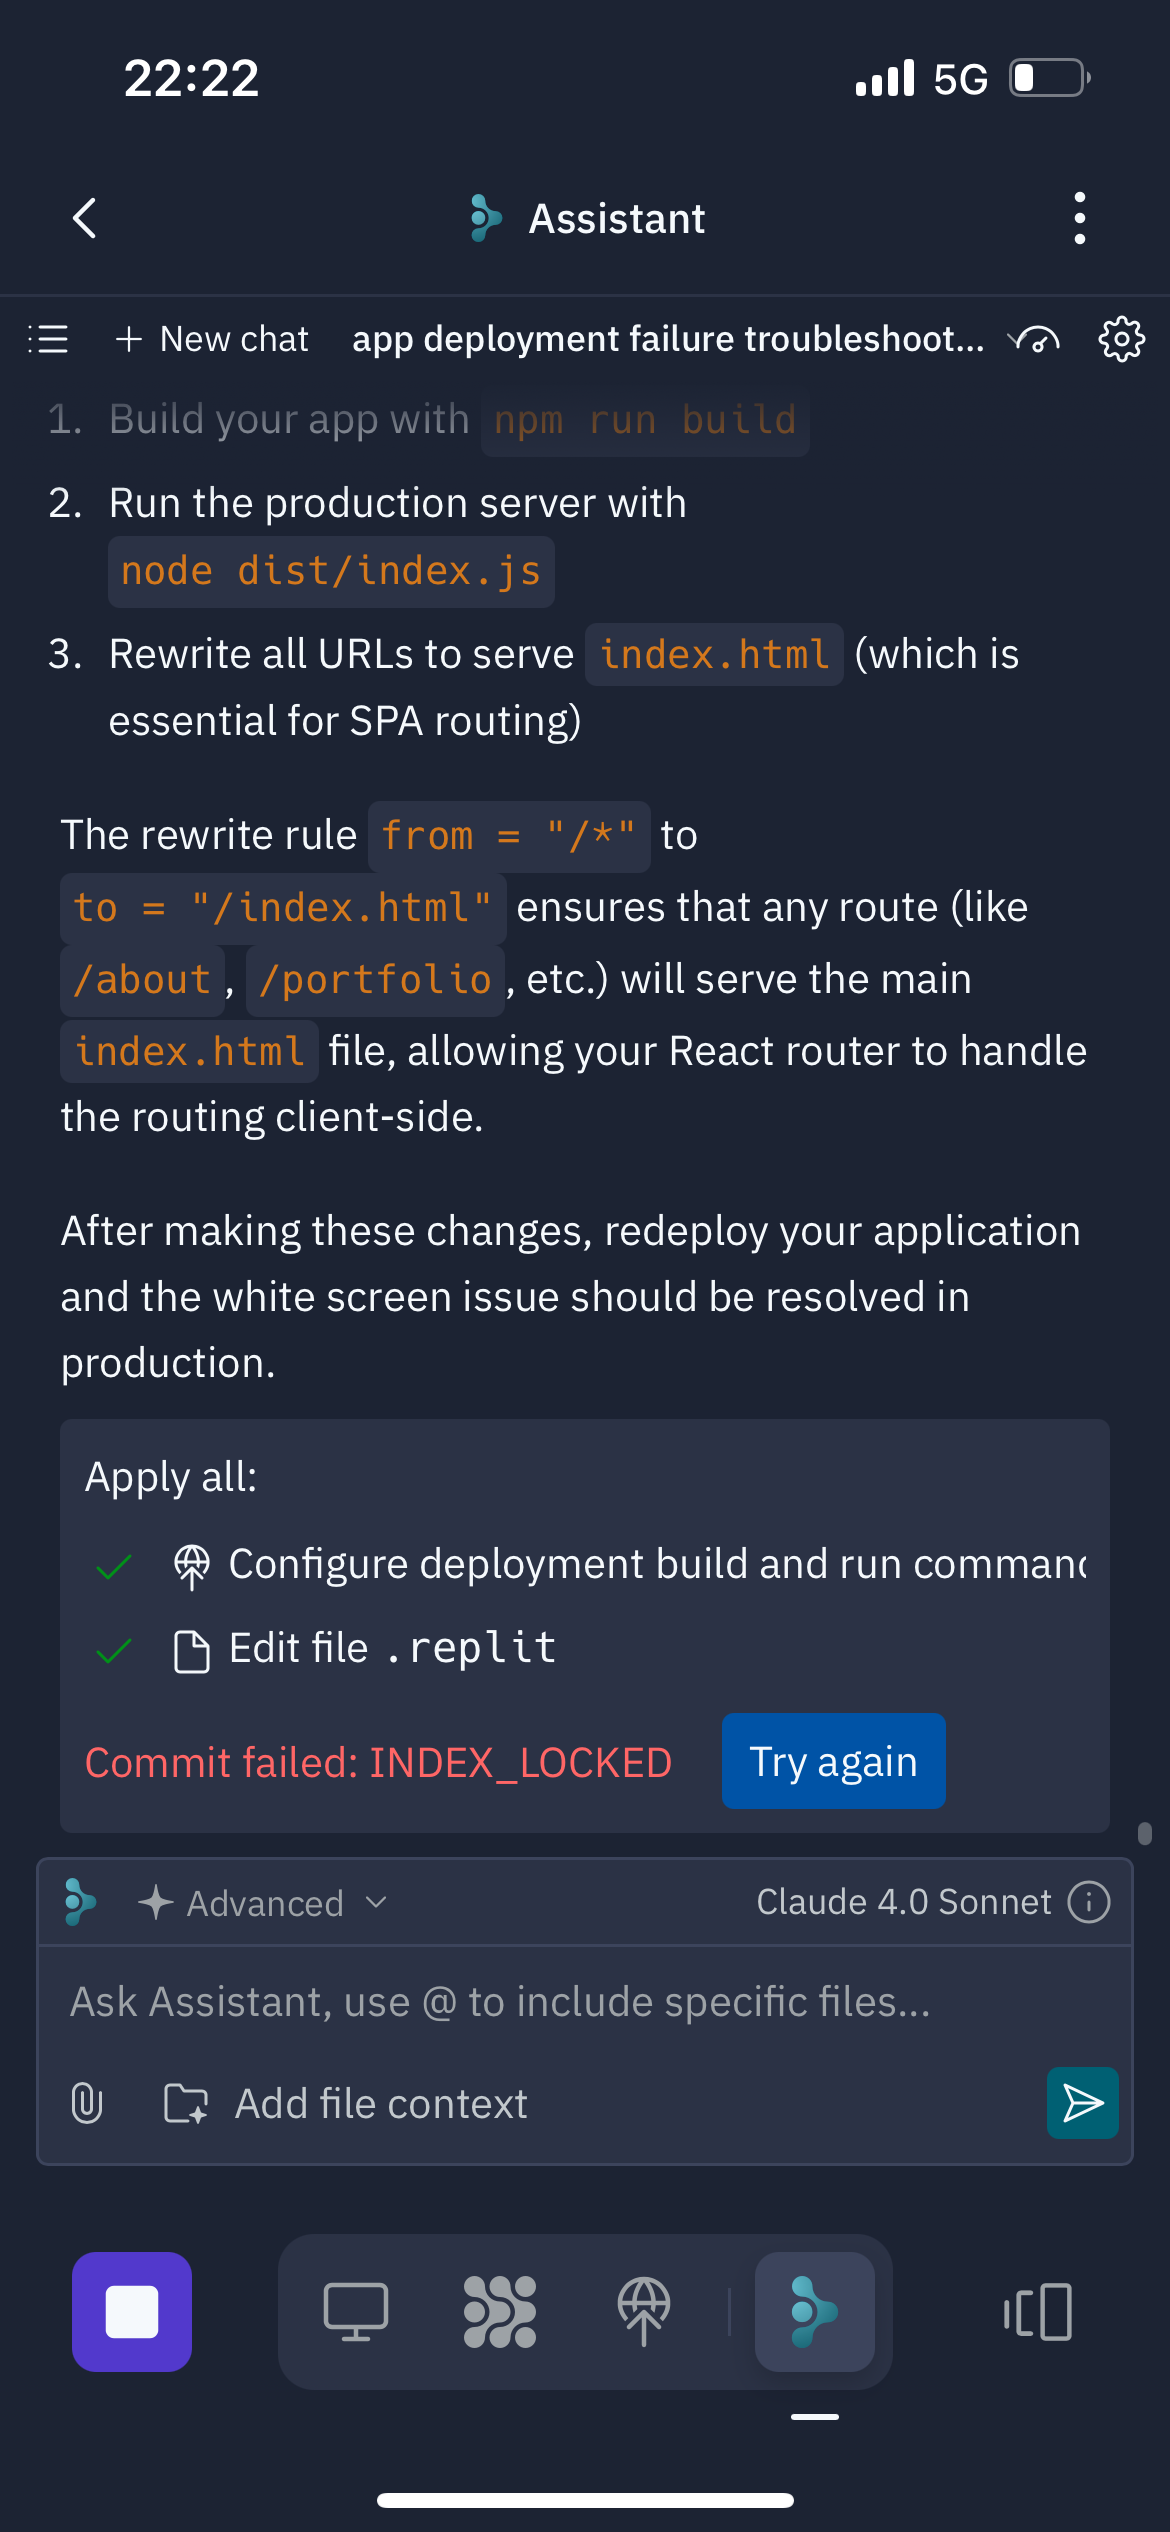 22:22
5G
Assistant
+ New chat
app deployment failure troubleshoot...
1. Build your app with npm run build
2. Run the production server with
node dist/index.js
3. Rewrite all URLs to serve index.html (which is
essential for SPA routing)
The rewrite rule from = "/*" to
to = "/index.html" ensures that any route (like
/about, /portfolio, etc.) will serve the main
index.html file, allowing your React router to handle
the routing client-side.
After making these changes, redeploy your application
and the white screen issue should be resolved in
production.
Apply all:
Configure deployment build and run comman
Edit file .replit
Commit failed: INDEX_LOCKED
Try again
Advanced
Claude 4.0 Sonnet
Ask Assistant, use @ to include specific files...
Add file context